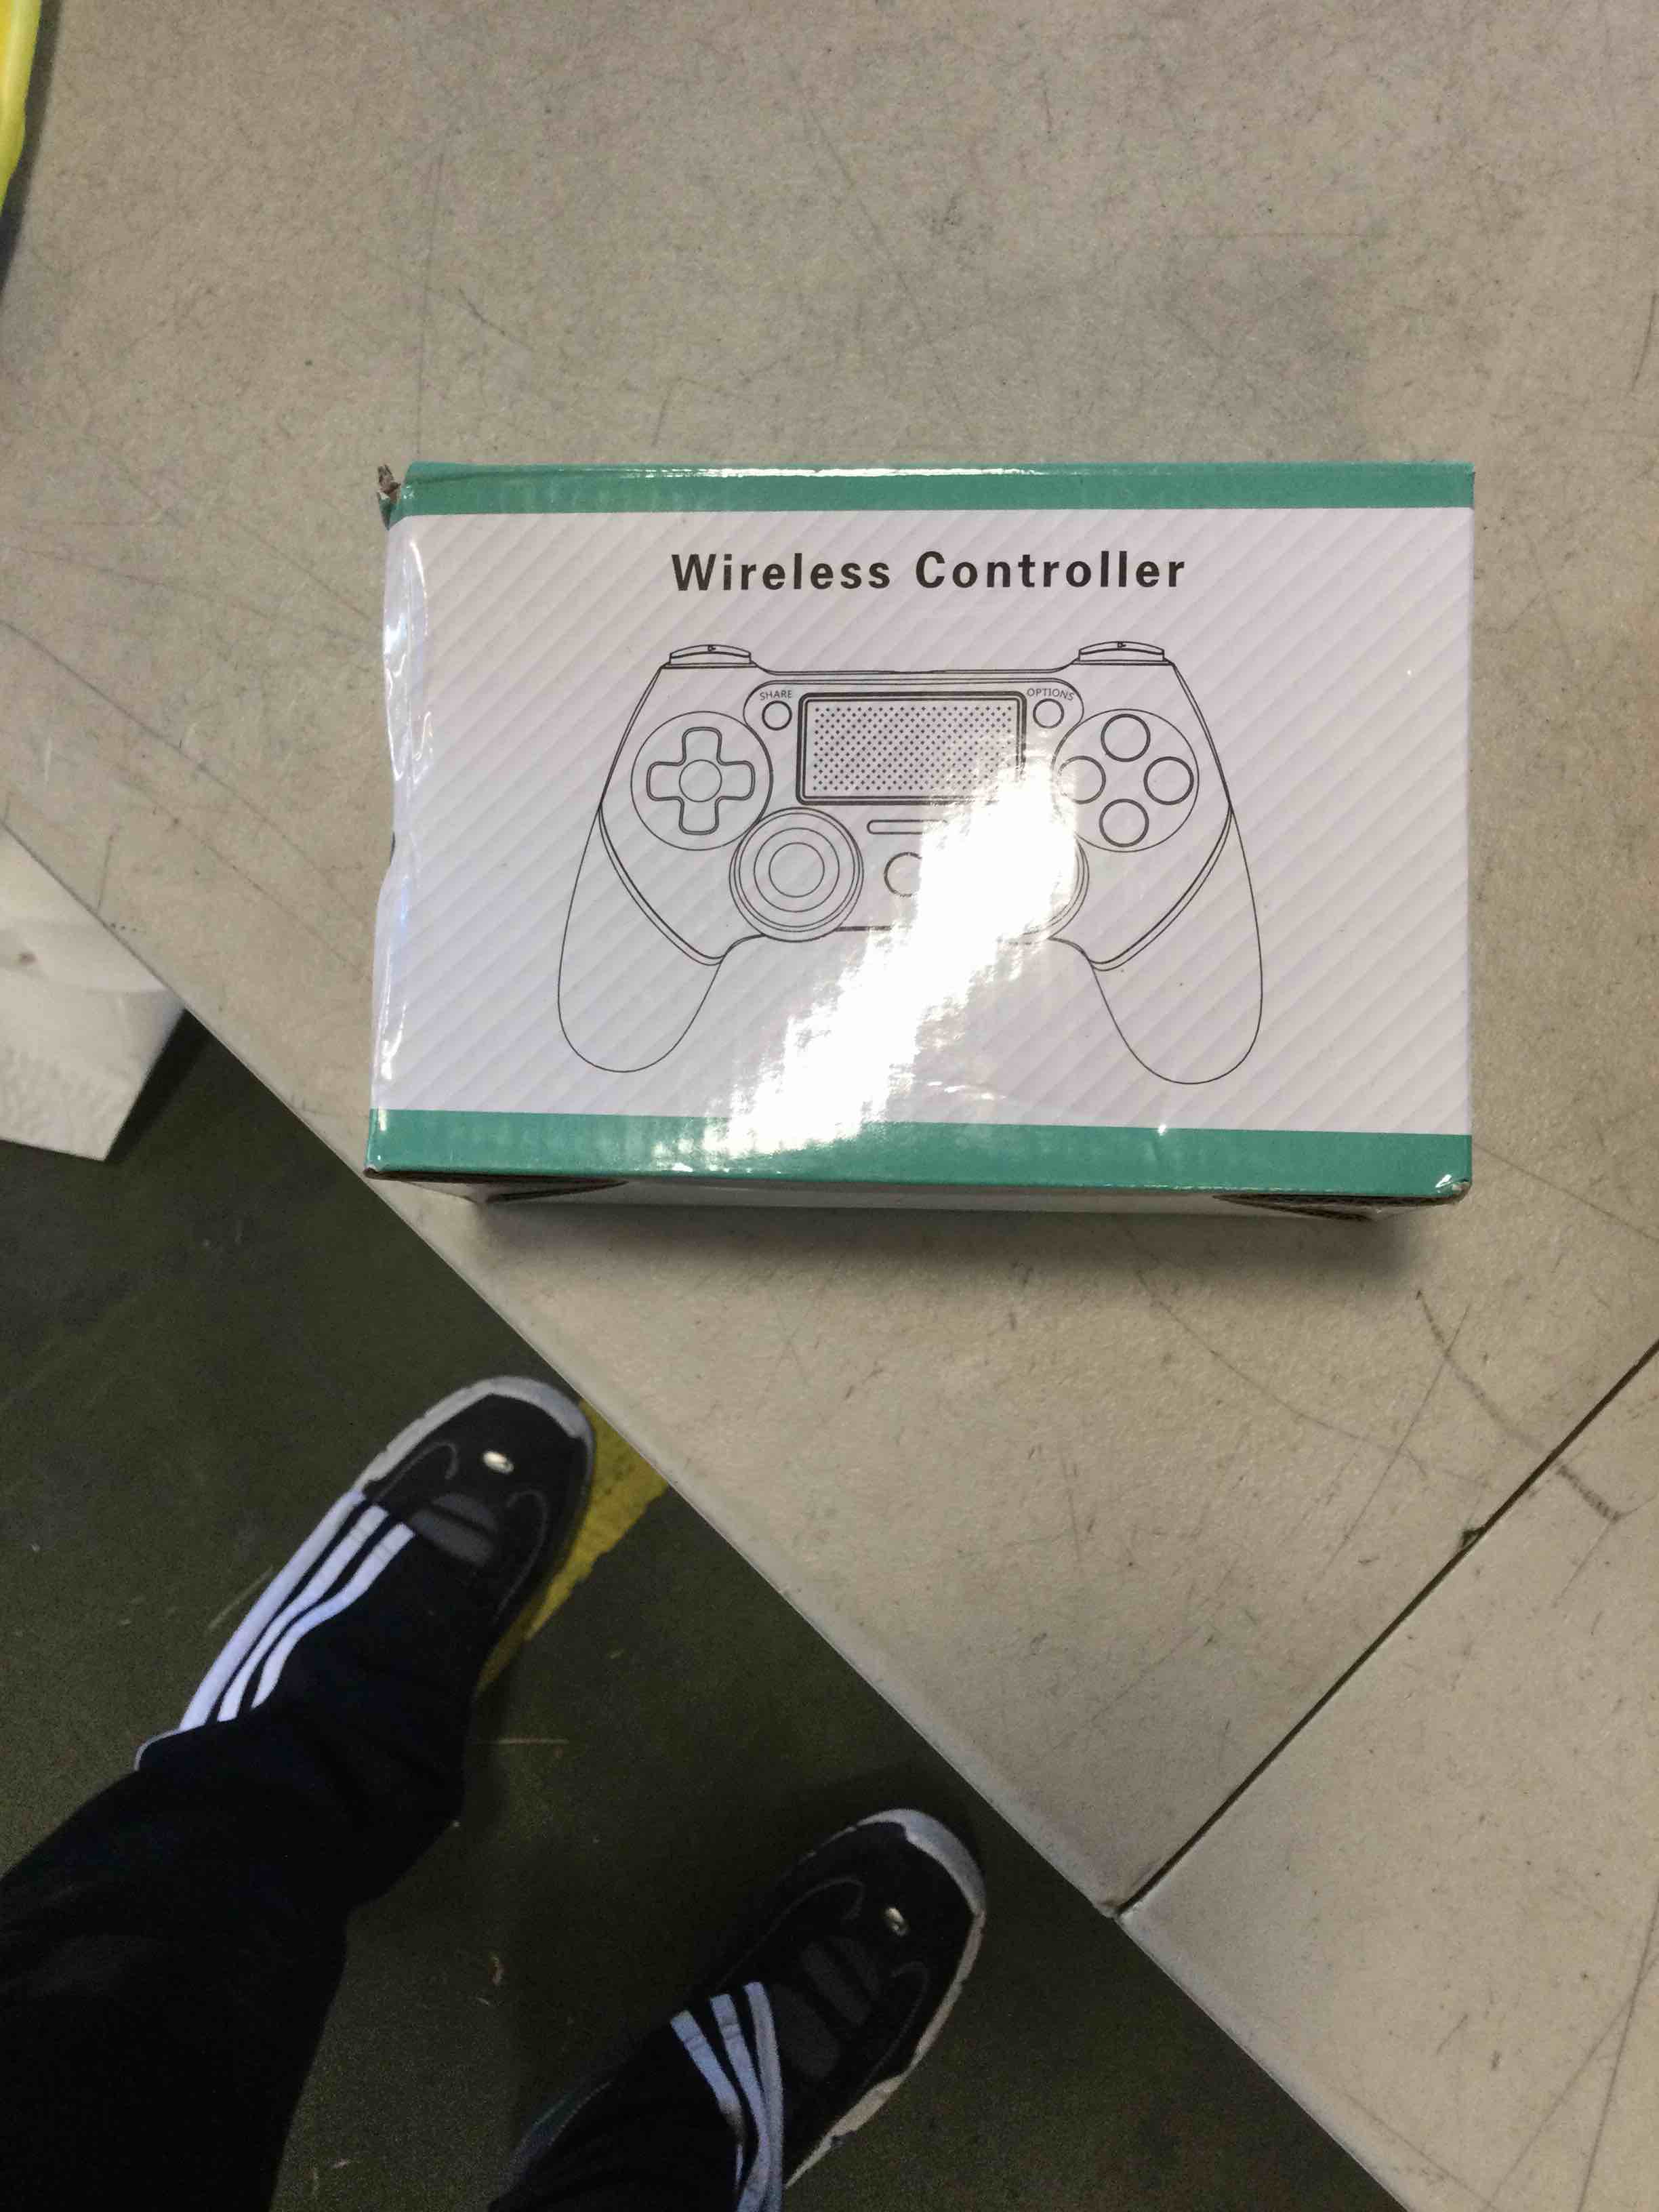 Wireless Controller
SHARE
OPTIONS